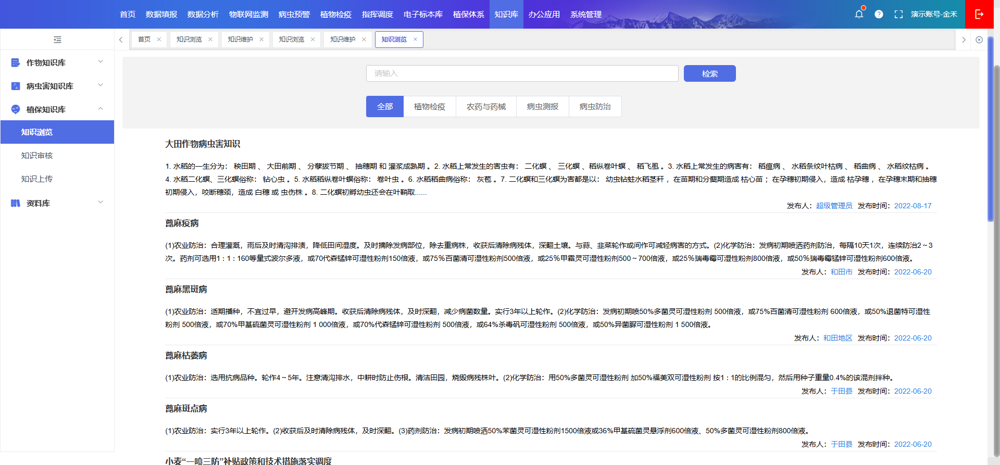 首页 数据填报 数据分析 物联网监测 病虫预警 植物检疫 指挥调度 电子标本库 植保体系 知识库 办公应用 系统管理 演示账号-金禾
首页 知识浏览 知识维护 知识浏览 知识维护 知识浏览
作物知识库
病虫害知识库
植保知识库
知识浏览
知识审核
知识上传
资料库
请输入 检索
全部 植物检疫 农药与药械 病虫测报 病虫防治
大田作物病虫害知识
1. 水稻的一生分为： 秧田期 、 大田前期 、 分孽拔节期 、 抽穗期 和 灌浆成熟期 。2. 水稻上常发生的害虫有： 二化螟 、 三化螟 、稻纵卷叶螟 、 稻飞虱 。3. 水稻上常发生的病害有： 稻瘟病 、 水稻条纹叶枯病 、 稻曲病 、 水稻纹枯病 。
4. 水稻二化螟、三化螟俗称： 钻心虫 。5. 水稻稻纵卷叶螟俗称： 卷叶虫 。6. 水稻稻曲病俗称： 灰苞 。7. 二化螟和三化螟为害都是以： 幼虫钻蛀水稻茎秆 ，在苗期和分蘖期造成 枯心苗 ；在孕穗初期侵入，造成 枯孕穗 ，在孕穗末期和抽穗
初期侵入，咬断穗颈，造成 白穗 或 虫伤株 。8. 二化螟初孵幼虫还会在叶鞘取......
发布人：超级管理员 发布时间：2022-08-17
蓖麻疫病
(1)农业防治：合理灌溉，雨后及时清沟排渍，降低田间湿度。及时摘除发病部位，除去重病株，收获后清除病残体，深翻土壤。与蒜、韭菜轮作或间作可减轻病害的方式。(2)化学防治：发病初期喷洒药剂防治，每隔10天1次，连续防治2～3
次。药剂可选用1：1：160等量式波尔多液，或70代森锰锌可湿性粉剂150倍液，或75％百菌清可湿性粉剂500倍液，或25％甲霜灵可湿性粉剂500～700倍液，或25％瑞毒霉可湿性粉剂800倍液，或50％瑞毒霉锰锌可湿性粉剂600倍液。
发布人：和田市 发布时间：2022-06-20
蓖麻黑斑病
(1)农业防治：适期播种，不宜过早，避开发病高峰期。收获后清除病残体，及时深翻，减少病菌数量。实行3年以上轮作。(2)化学防治：发病初期喷50%多菌灵可湿性粉剂 500倍液，或75%百菌清可湿性粉剂 600倍液，或50%退菌特可湿性
粉剂 500倍液，或70%甲基硫菌灵可湿性粉剂 1 000倍液，或70%代森锰锌可湿性粉剂 500倍液，或64%杀毒矾可湿性粉剂 500倍液，或50%异菌脲可湿性粉剂 1 500倍液。
发布人：和田地区 发布时间：2022-06-20
蓖麻枯萎病
(1)农业防治：选用抗病品种。轮作4～5年。注意清沟排水，中耕时防止伤根。清洁田园，烧毁病残株叶。(2)化学防治：用50%多菌灵可湿性粉剂 加50%福美双可湿性粉剂 按1：1的比例混匀，然后用种子重量0.4%的该混剂拌种。
发布人：于田县 发布时间：2022-06-20
蓖麻斑点病
(1)农业防治：实行3年以上轮作。(2)收获后及时清除病残体，及时深翻。(3)药剂防治：发病初期喷洒50%苯菌灵可湿性粉剂1500倍液或36%甲基硫菌灵悬浮剂600倍液、50%多菌灵可湿性粉剂800倍液。
发布人：于田县 发布时间：2022-06-20
小麦“一喷三防”补贴政策和技术措施落实调度